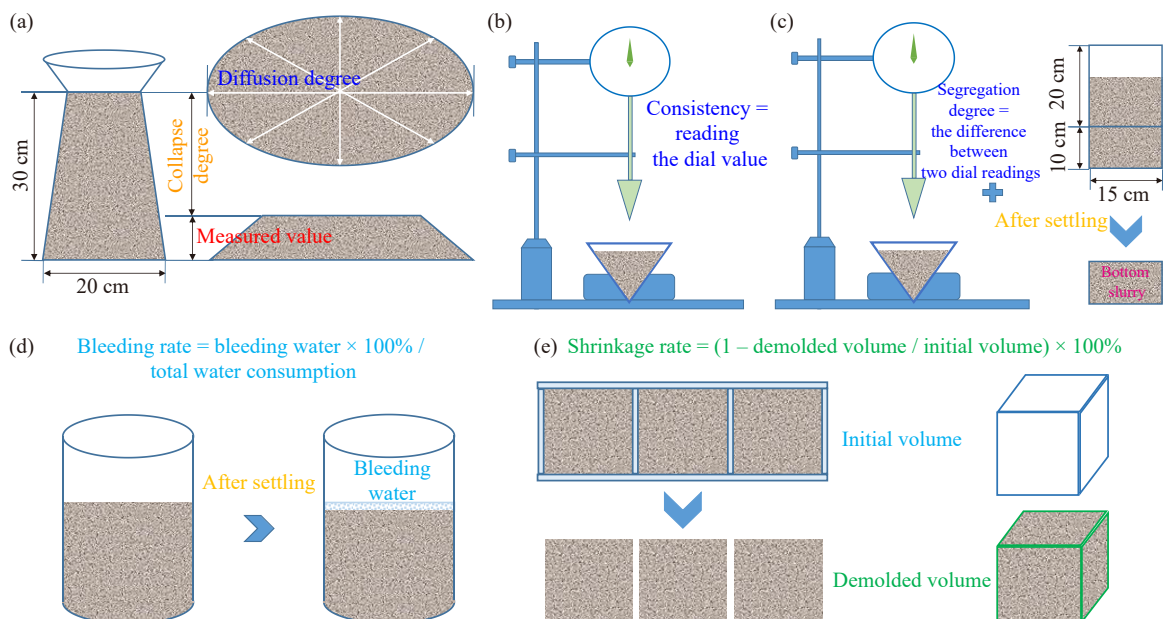 (a)
Diffusion degree
30 cm
Collapse
degree
Measured value
20 cm
(b)
Consistency =
reading
the dial value
(c)
Segregation
degree =
the difference
between
two dial readings
20 cm
10 cm
15 cm
After settling
Bottom
slurry
(d)
Bleeding rate = bleeding water × 100% /
total water consumption
After settling
Bleeding
water
(e) Shrinkage rate = (1 – demolded volume / initial volume) × 100%
Initial volume
Demolded volume